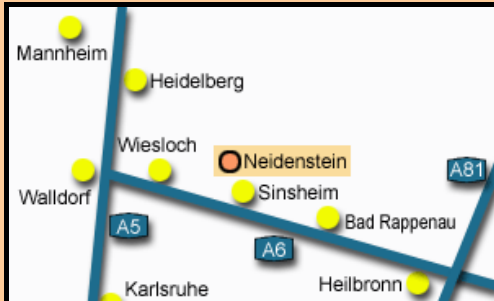 Mannheim
Heidelberg
Wiesloch
Neidenstein
A81
Walldorf
Sinsheim
A5
Bad Rappenau
A6
Karlsruhe
Heilbronn